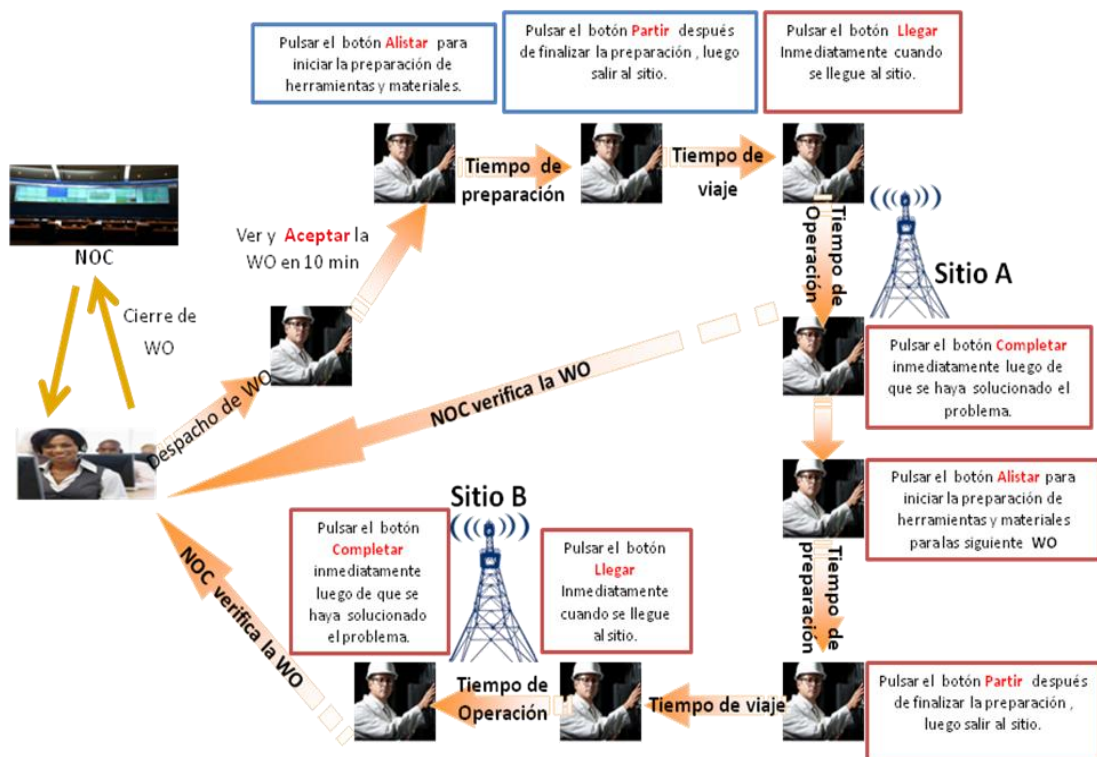 Pulsar el botón Alistar para
iniciar la preparación de
herramientas y materiales.
Pulsar el botón Partir después
de finalizar la preparación , luego
salir al sitio.
Pulsar el botón Llegar
Inmediatamente cuando
se llegue al sitio.
Tiempo de
preparación
Tiempo de
viaje
Tiempo de
Operación
Sitio A
NOC
Cierre de
WO
Ver y Aceptar la
WO en 10 min
Despacho de WO
NOC verifica la WO
Pulsar el botón Completar
inmediatamente luego de
que se haya solucionado el
problema.
Pulsar el botón Alistar para
iniciar la preparación de
herramientas y materiales
para las siguiente WO
Tiempo de
preparación
Pulsar el botón Partir después
de finalizar la preparación ,
luego salir al sitio.
Tiempo de viaje
Sitio B
Pulsar el botón
Llegar
Inmediatamente
cuando se llegue
al sitio.
Tiempo de
Operación
Pulsar el botón
Completar
inmediatamente
luego de que se
haya solucionado
el problema.
NOC verifica la WO